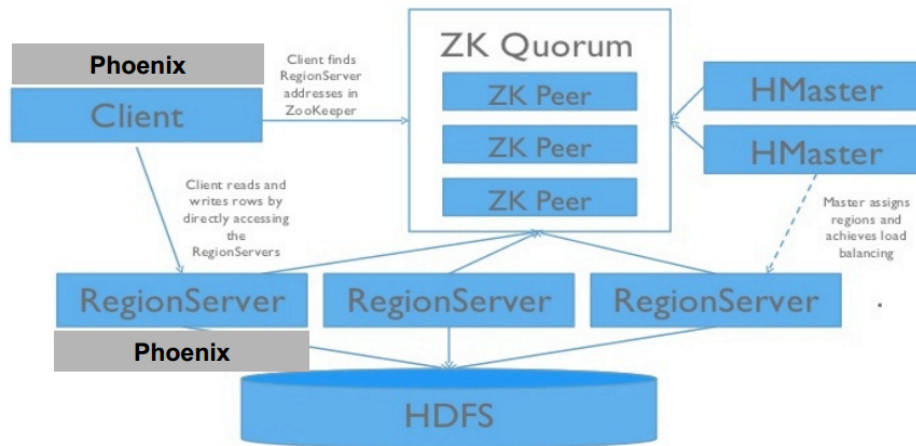 Phoenix
Client
Client finds
RegionServer
addresses in
ZooKeeper
ZK Quorum
ZK Peer
ZK Peer
ZK Peer
HMaster
HMaster
Client reads and
writes rows by
directly accessing
the
RegionServers
Master assigns
regions and
achieves load
balancing
RegionServer
RegionServer
RegionServer
Phoenix
HDFS